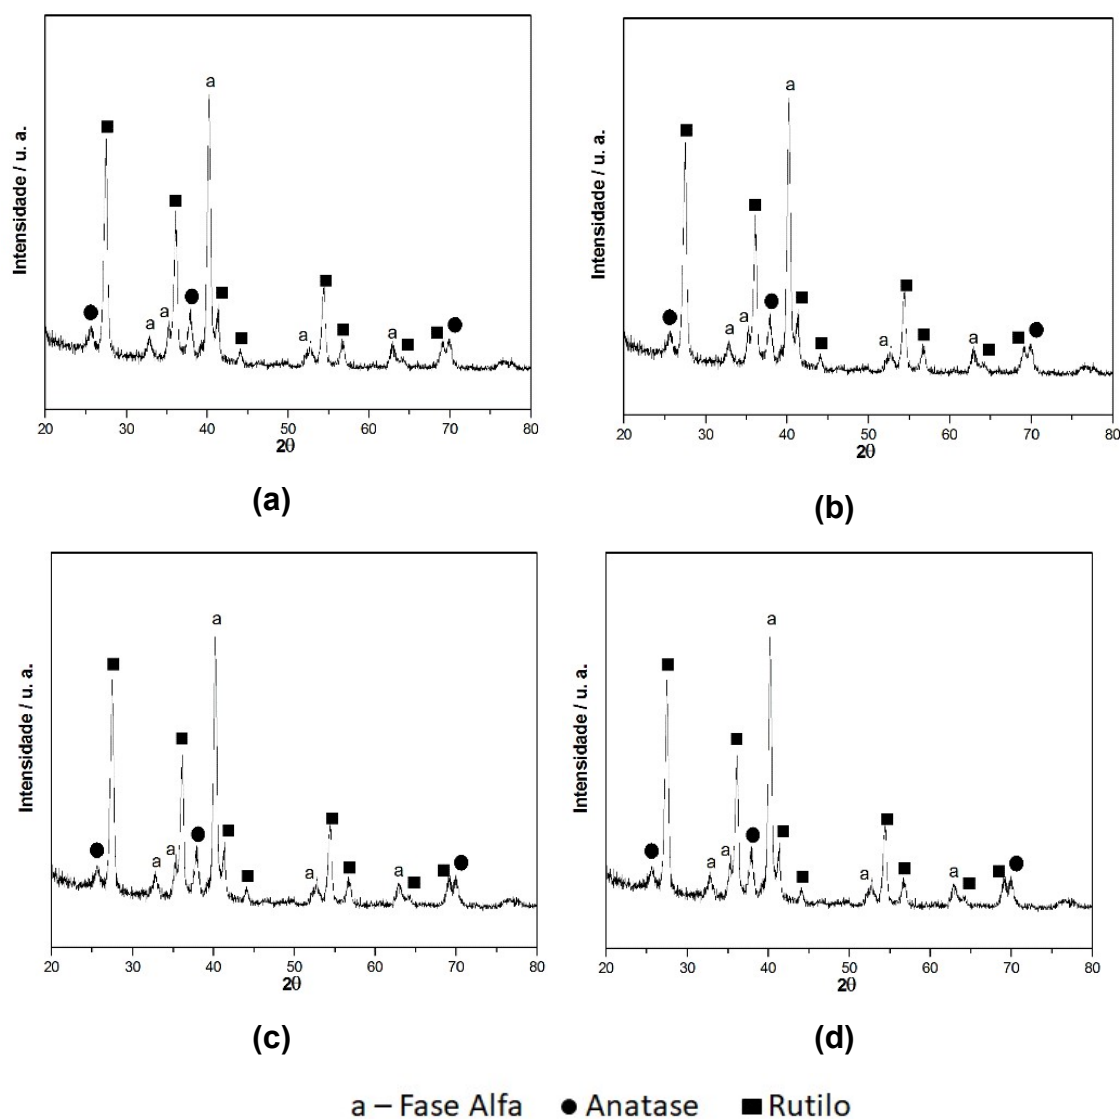 a
a
Intensidade / u. a.
Intensidade / u. a.
a
a
a
a
a
a
a
a
20 30 40 50 60 70 80
2θ
20 30 40 50 60 70 80
2θ
(a)
(b)
a
a
Intensidade / u. a.
Intensidade / u. a.
a
a
a
a
a
a
a
a
20 30 40 50 60 70 80
2θ
20 30 40 50 60 70 80
2θ
(c)
(d)
a – Fase Alfa ● Anatase ■ Rutilo